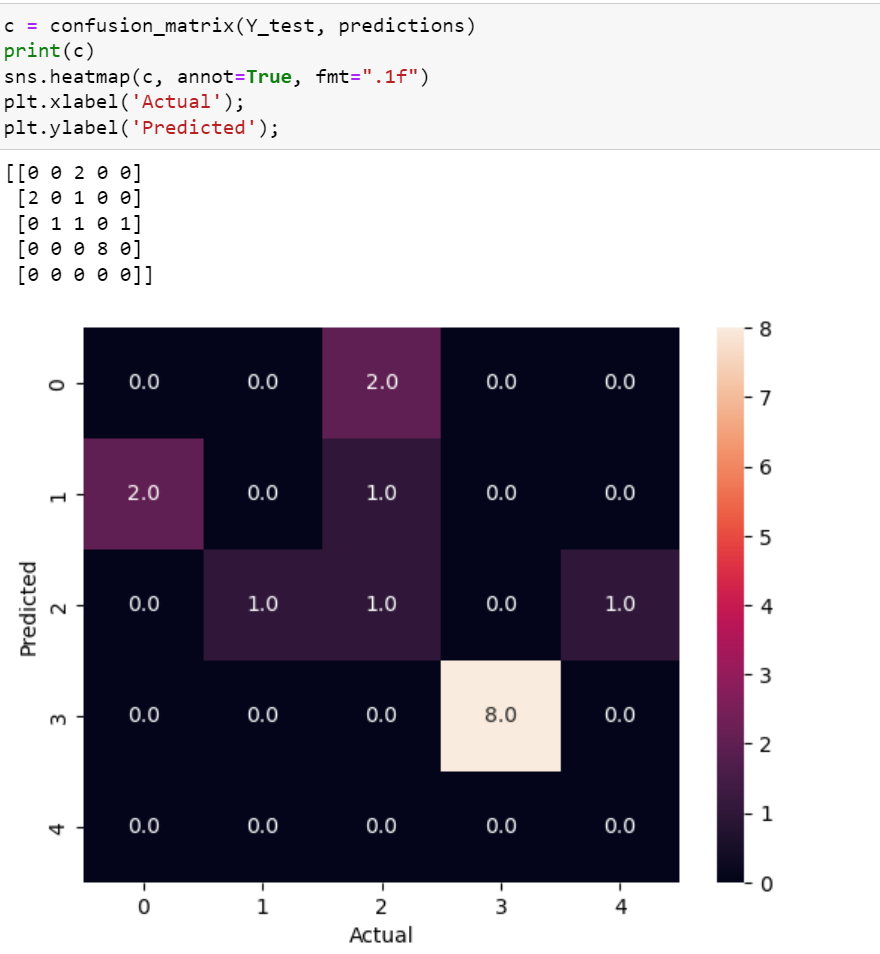 c = confusion_matrix(Y_test, predictions)
print(c)
sns.heatmap(c, annot=True, fmt=".1f")
plt.xlabel('Actual');
plt.ylabel('Predicted');
[[0 0 2 0 0]
[2 0 1 0 0]
[0 1 1 0 1]
[0 0 0 8 0]
[0 0 0 0 0]]
8
0 0.0 0.0 2.0 0.0 0.0
7
6
1 2.0 0.0 1.0 0.0 0.0
5
Predicted
2 0.0 1.0 1.0 0.0 1.0
4
3
3 0.0 0.0 0.0 8.0 0.0
2
1
4 0.0 0.0 0.0 0.0 0.0
0
0 1 2 3 4
Actual